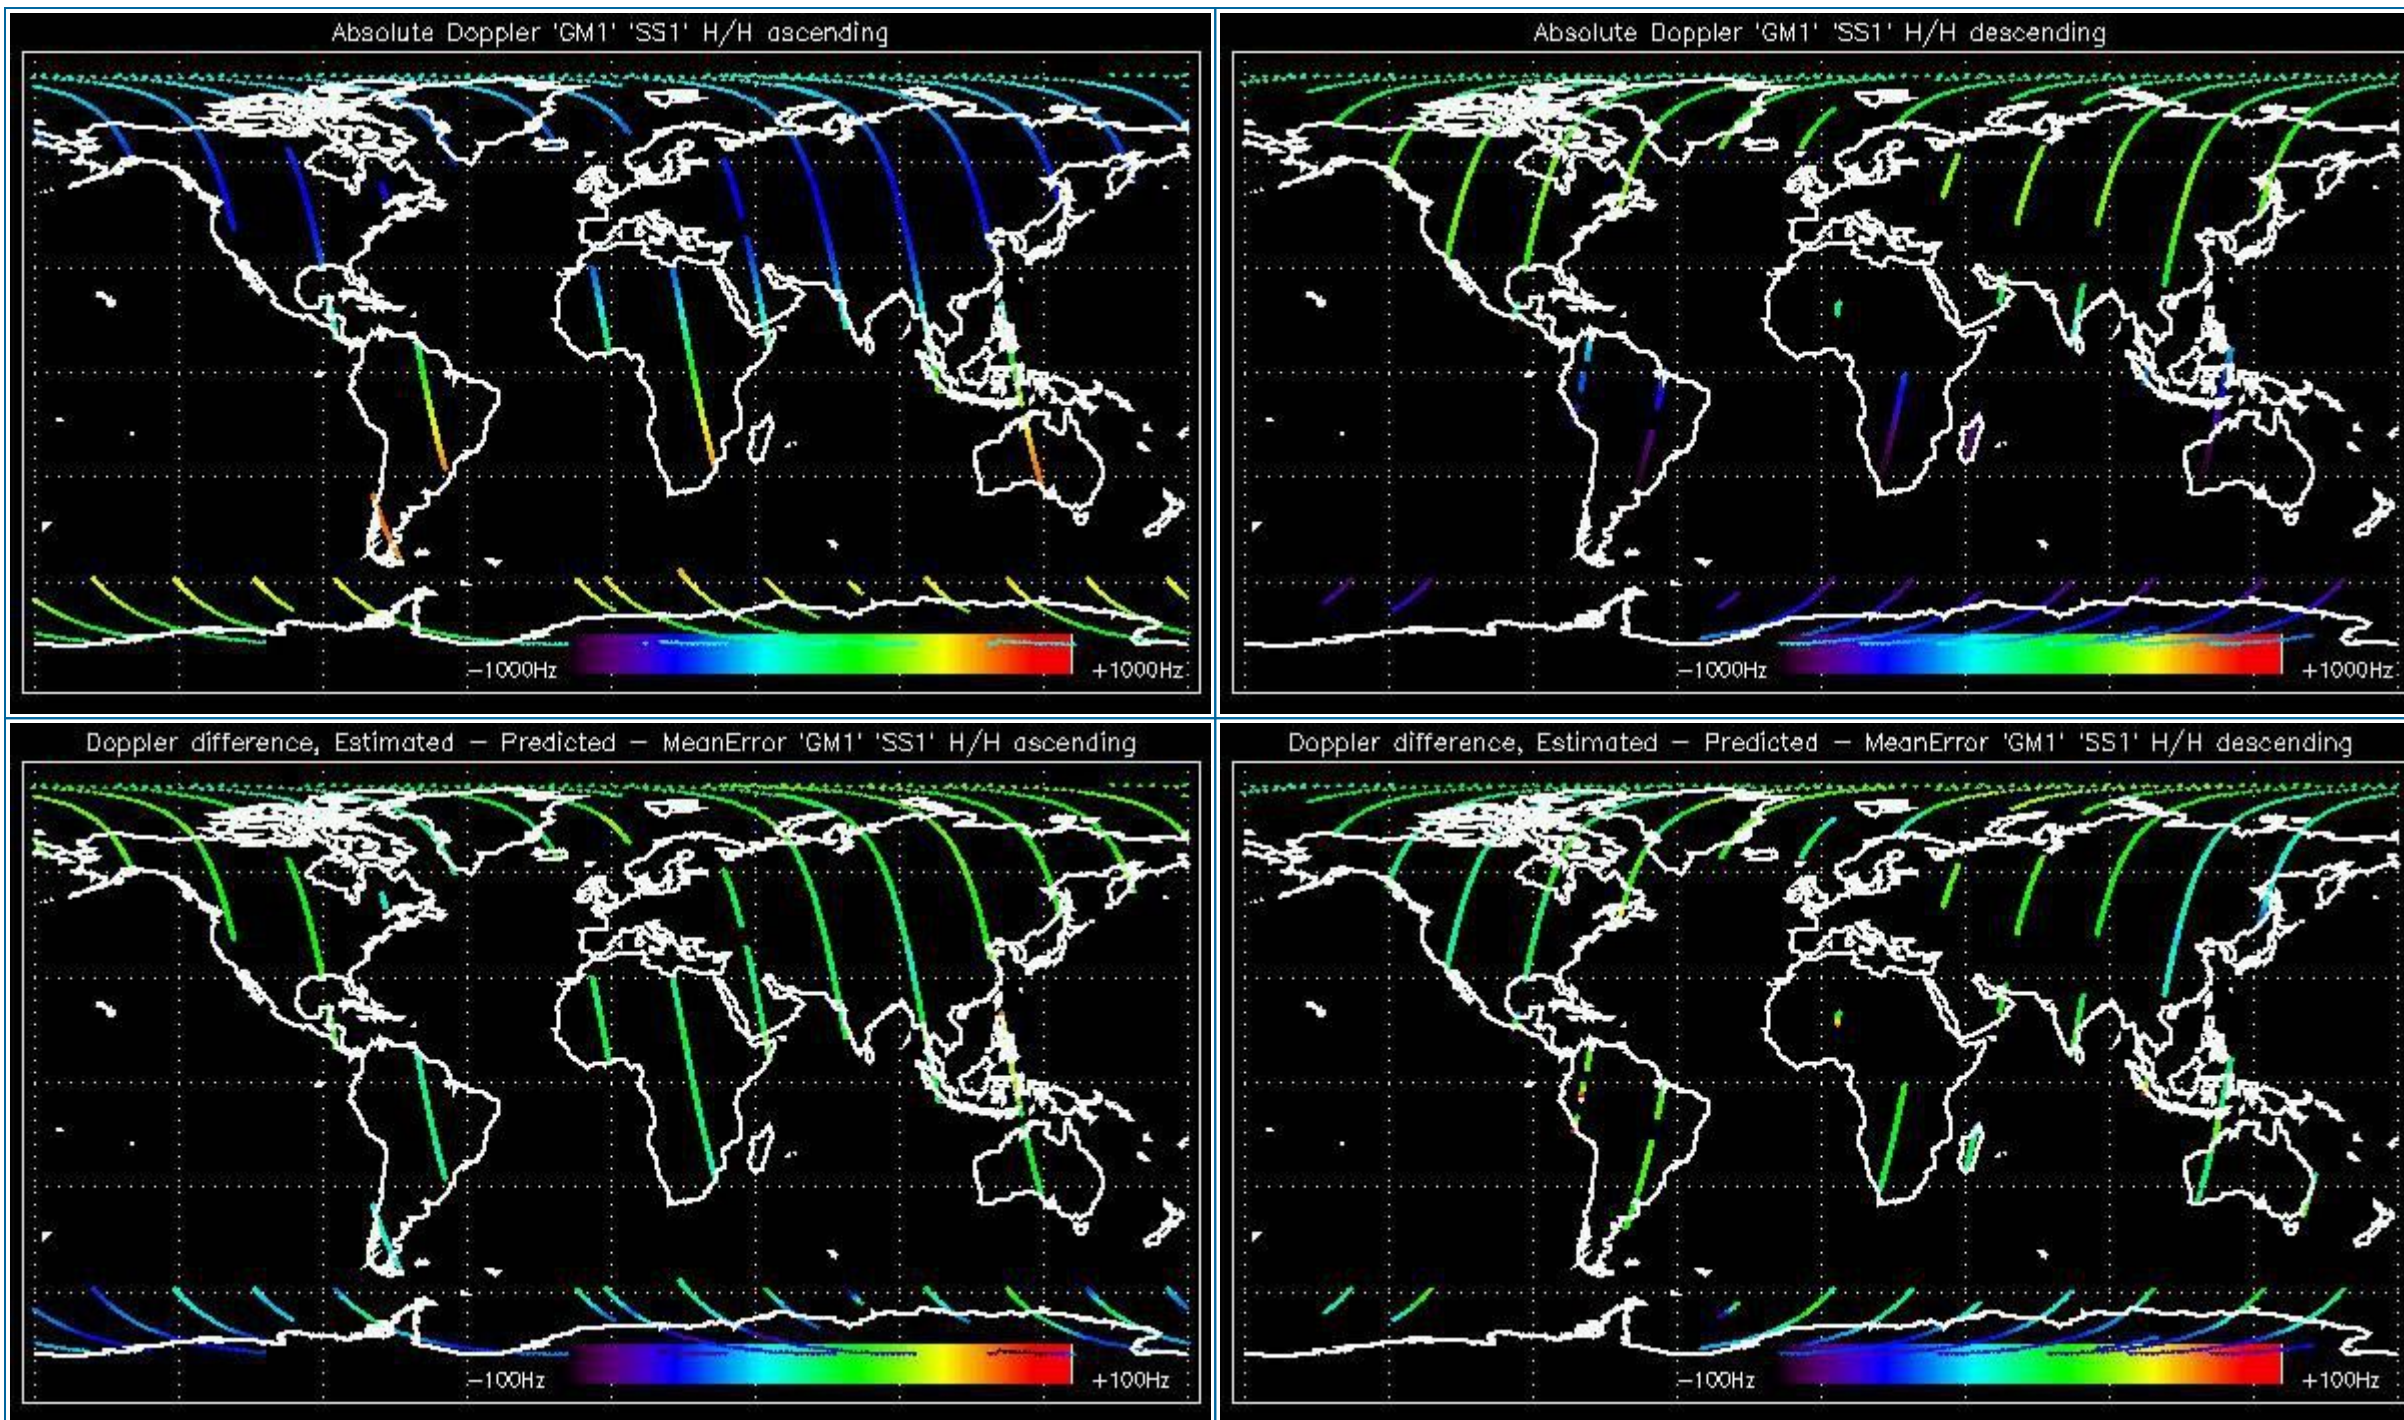 Absolute Doppler 'GM1' 'SS1' H/H ascending
-1000Hz
+1000Hz
Absolute Doppler 'GM1' 'SS1' H/H descending
-1000Hz
+1000Hz
Doppler difference, Estimated - Predicted - MeanError 'GM1' 'SS1' H/H ascending
-100Hz
+100Hz
Doppler difference, Estimated - Predicted - MeanError 'GM1' 'SS1' H/H descending
-100Hz
+100Hz